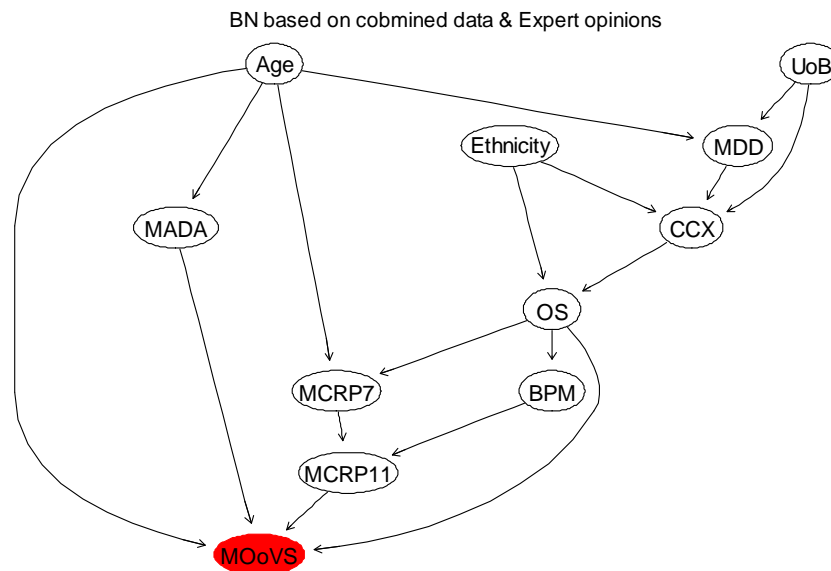 BN based on cobmined data & Expert opinions
Age
UoB
Ethnicity
MDD
MADA
CCX
OS
MCRP7
BPM
MCRP11
MOoVS